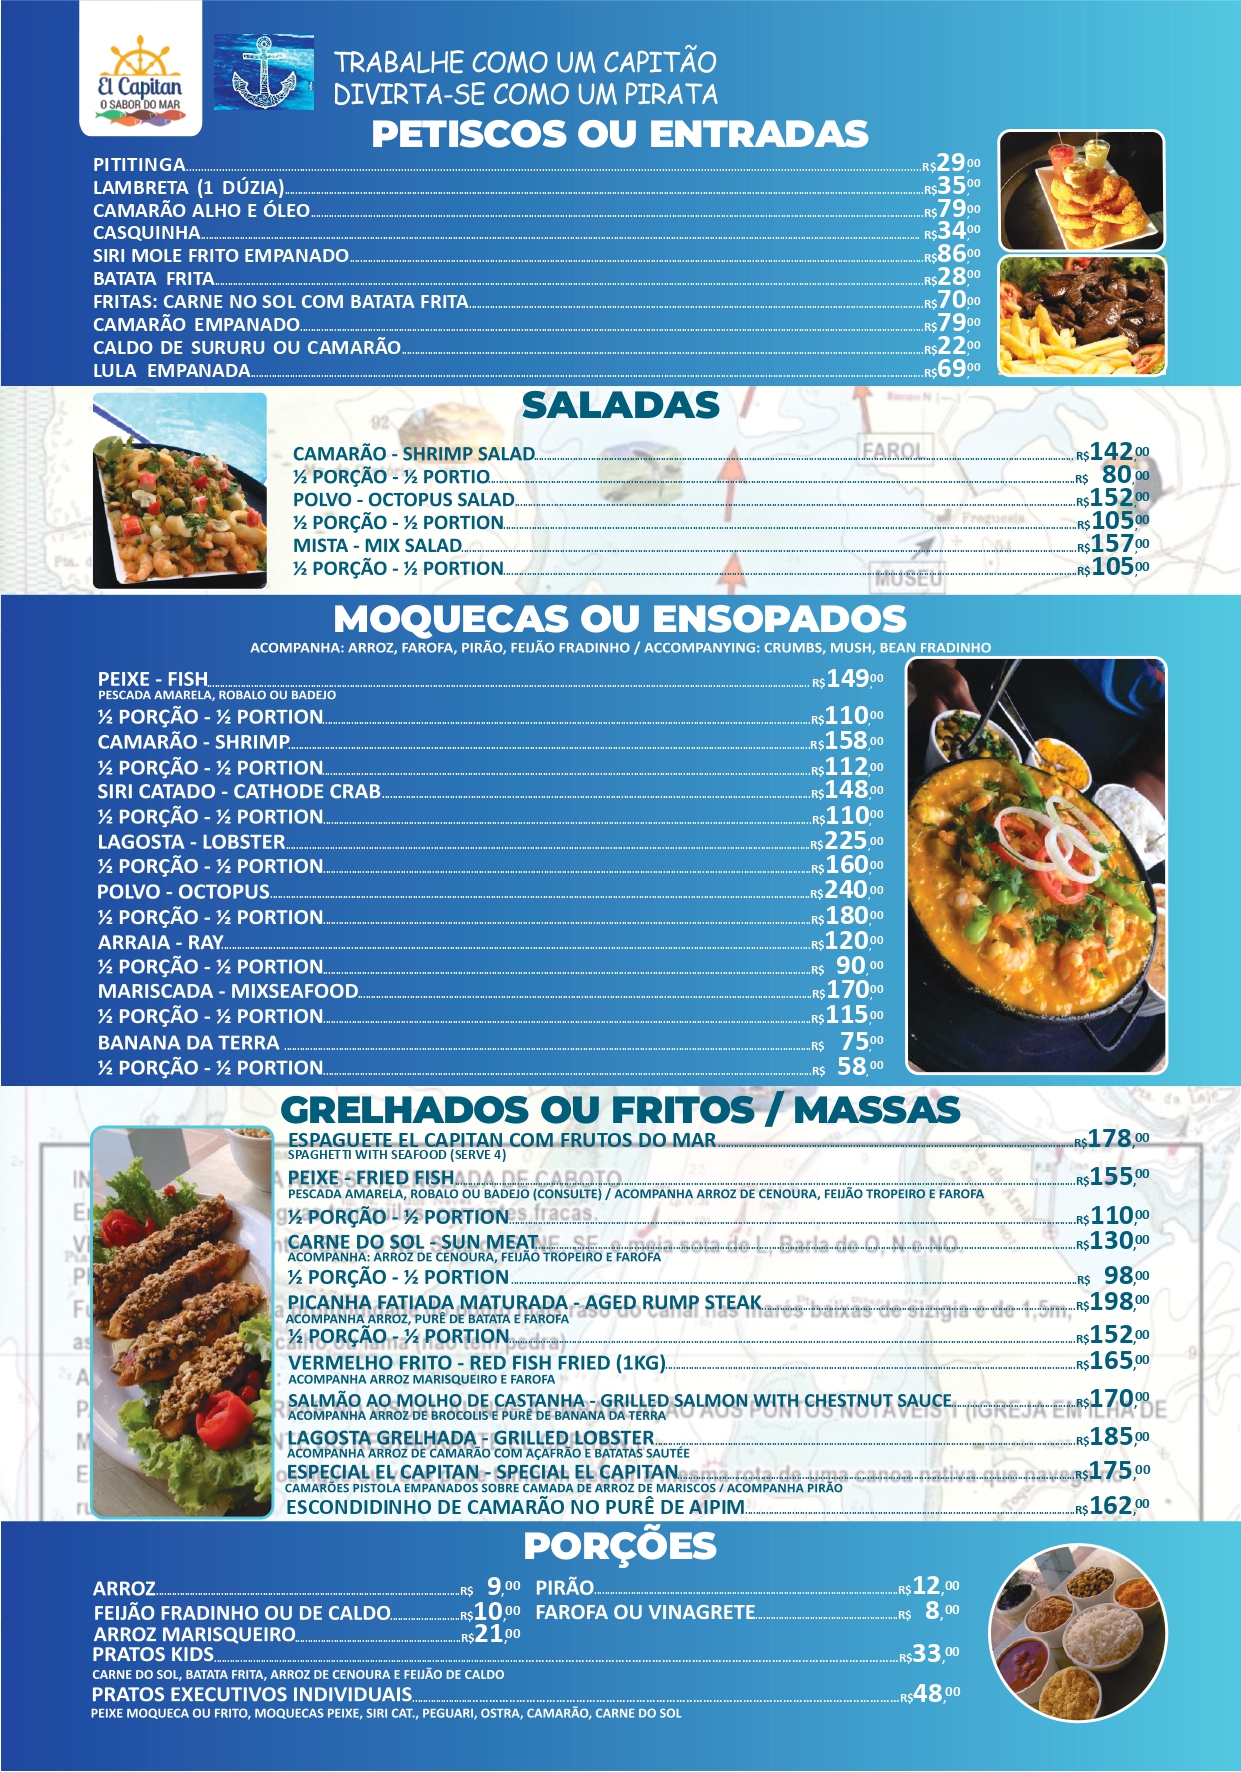 El Capitan
O SABOR DO MAR
TRABALHE COMO UM CAPITÃO
DIVIRTA-SE COMO UM PIRATA
PETISCOS OU ENTRADAS
PITITINGA R$29,00
LAMBRETA (1 DÚZIA) R$35,00
CAMARÃO ALHO E ÓLEO R$79,00
CASQUINHA R$34,00
SIRI MOLE FRITO EMPANADO R$86,00
BATATA FRITA R$28,00
FRITAS: CARNE NO SOL COM BATATA FRITA R$70,00
CAMARÃO EMPANADO R$79,00
CALDO DE SURURU OU CAMARÃO R$22,00
LULA EMPANADA R$69,00
SALADAS
92
FAROL
MUSEU
CAMARÃO - SHRIMP SALAD R$142,00
½ PORÇÃO - ½ PORTIO R$ 80,00
POLVO - OCTOPUS SALAD R$152,00
½ PORÇÃO - ½ PORTION R$105,00
MISTA - MIX SALAD R$157,00
½ PORÇÃO - ½ PORTION R$105,00
MOQUECAS OU ENSOPADOS
ACOMPANHA: ARROZ, FAROFA, PIRÃO, FEIJÃO FRADINHO / ACCOMPANYING: CRUMBS, MUSH, BEAN FRADINHO
PEIXE - FISH R$149,00
PESCADA AMARELA, ROBALO OU BADEJO
½ PORÇÃO - ½ PORTION R$110,00
CAMARÃO - SHRIMP R$158,00
½ PORÇÃO - ½ PORTION R$112,00
SIRI CATADO - CATHODE CRAB R$148,00
½ PORÇÃO - ½ PORTION R$110,00
LAGOSTA - LOBSTER R$225,00
½ PORÇÃO - ½ PORTION R$160,00
POLVO - OCTOPUS R$240,00
½ PORÇÃO - ½ PORTION R$180,00
ARRAIA - RAY R$120,00
½ PORÇÃO - ½ PORTION R$ 90,00
MARISCADA - MIXSEAFOOD R$170,00
½ PORÇÃO - ½ PORTION R$115,00
BANANA DA TERRA R$ 75,00
½ PORÇÃO - ½ PORTION R$ 58,00
GRELHADOS OU FRITOS / MASSAS
ESPAGUETE EL CAPITAN COM FRUTOS DO MAR R$178,00
SPAGHETTI WITH SEAFOOD (SERVE 4)
PEIXE - FRIED FISH R$155,00
PESCADA AMARELA, ROBALO OU BADEJO (CONSULTE) / ACOMPANHA ARROZ DE CENOURA, FEIJÃO TROPEIRO E FAROFA
½ PORÇÃO - ½ PORTION R$110,00
CARNE DO SOL - SUN MEAT R$130,00
ACOMPANHA: ARROZ DE CENOURA, FEIJÃO TROPEIRO E FAROFA
½ PORÇÃO - ½ PORTION R$ 98,00
PICANHA FATIADA MATURADA - AGED RUMP STEAK R$198,00
ACOMPANHA ARROZ, PURÊ DE BATATA E FAROFA
½ PORÇÃO - ½ PORTION R$152,00
VERMELHO FRITO - RED FISH FRIED (1KG) R$165,00
ACOMPANHA ARROZ MARISQUEIRO E FAROFA
SALMÃO AO MOLHO DE CASTANHA - GRILLED SALMON WITH CHESTNUT SAUCE R$170,00
ACOMPANHA ARROZ DE BRÓCOLIS E PURÊ DE BANANA DA TERRA
LAGOSTA GRELHADA - GRILLED LOBSTER R$185,00
ACOMPANHA ARROZ DE CAMARÃO COM AÇAFRÃO E BATATAS SAUTÉE
ESPECIAL EL CAPITAN - SPECIAL EL CAPITAN R$175,00
CAMARÕES PISTOLA EMPANADOS SOBRE CAMADA DE ARROZ DE MARISCOS / ACOMPANHA PIRÃO
ESCONDIDINHO DE CAMARÃO NO PURÊ DE AIPIM R$162,00
PORÇÕES
ARROZ R$ 9,00 PIRÃO R$12,00
FEIJÃO FRADINHO OU DE CALDO R$10,00 FAROFA OU VINAGRETE R$ 8,00
ARROZ MARISQUEIRO R$21,00
PRATOS KIDS R$33,00
CARNE DO SOL, BATATA FRITA, ARROZ DE CENOURA E FEIJÃO DE CALDO
PRATOS EXECUTIVOS INDIVIDUAIS R$48,00
PEIXE MOQUECA OU FRITO, MOQUECAS PEIXE, SIRI CAT., PEGUARI, OSTRA, CAMARÃO, CARNE DO SOL